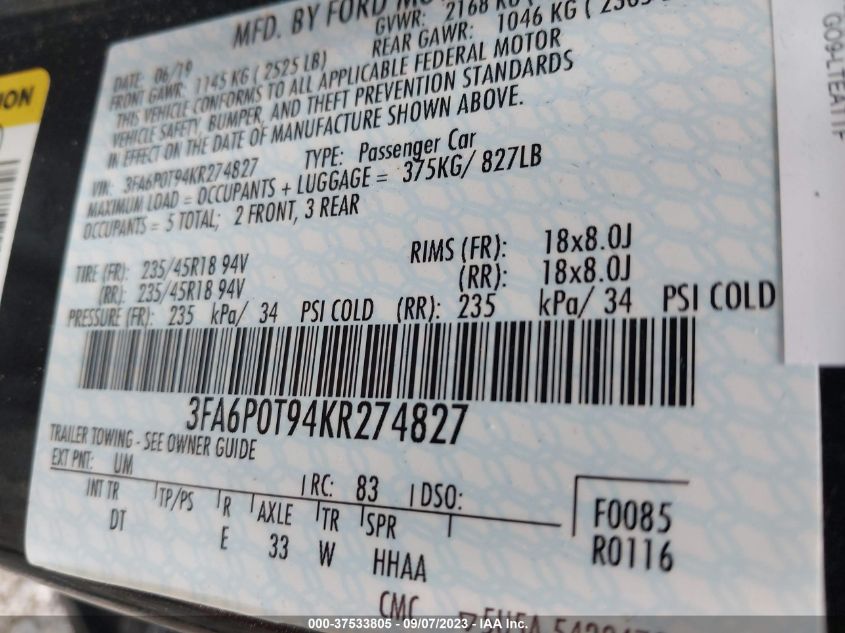 MFD. BY FORD MO
GVWR: 2168 KG
DATE: 06/19
REAR GAWR: 1046 KG (
FRONT GAWR: 1145 KG ( 2525 LB)
THIS VEHICLE CONFORMS TO ALL APPLICABLE FEDERAL MOTOR
VEHICLE SAFETY, BUMPER, AND THEFT PREVENTION STANDARDS
IN EFFECT ON THE DATE OF MANUFACTURE SHOWN ABOVE.
VIN: 3FA6P0T94KR274827 TYPE: Passenger Car
MAXIMUM LOAD = OCCUPANTS + LUGGAGE = 375KG/ 827LB
OCCUPANTS = 5 TOTAL; 2 FRONT, 3 REAR
TIRE (FR): 235/45R18 94V RIMS (FR): 18x8.0J
(RR): 235/45R18 94V (RR): 18x8.0J
PRESSURE (FR): 235 kPa/ 34 PSI COLD (RR): 235 kPa/ 34 PSI COLD
3FA6P0T94KR274827
TRAILER TOWING - SEE OWNER GUIDE
EXT PNT: UM RC: 83 DSO:
INT TR TP/PS R AXLE TR SPR
DT E 33 W HHAA
F0085
R0116
CMC
ION
G09-LTEA11F
000-37533805 - 09/07/2023 - IAA Inc.